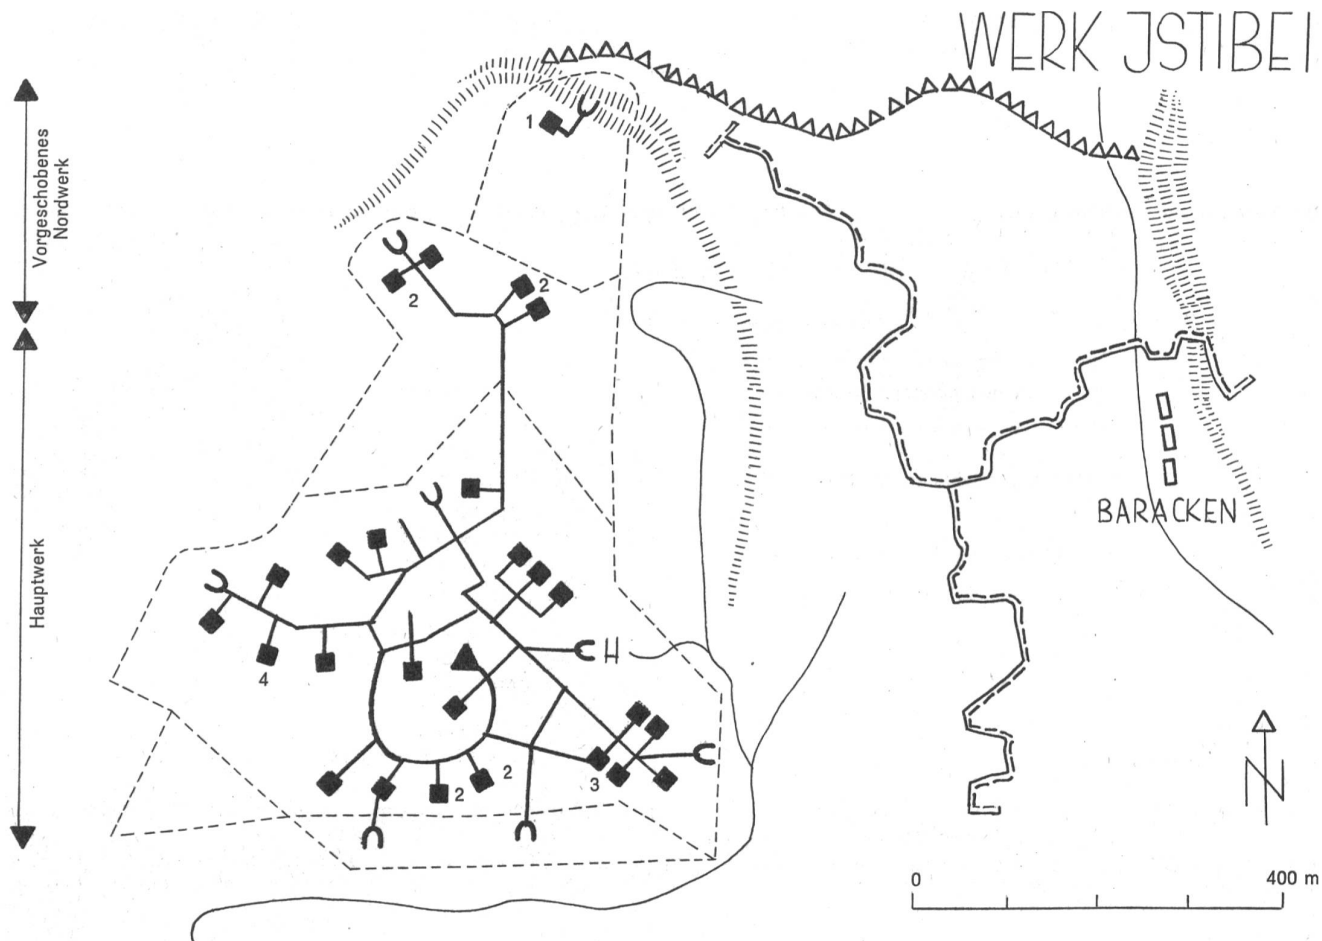 WERK JSTIBEI
Vorgeschobenes
Nordwerk
1
2
2
Hauptwerk
BARACKEN
H
4
2
2
3
N
0
400 m